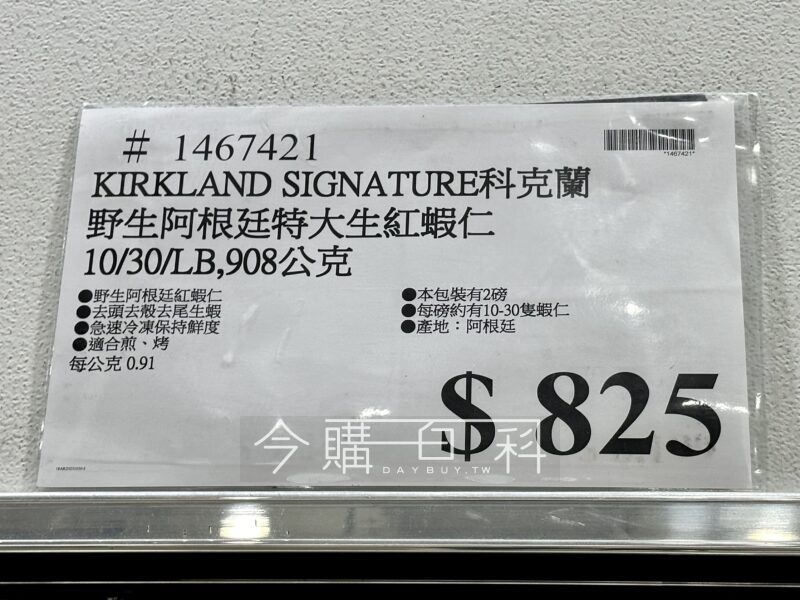 # 1467421
*1467421*
KIRKLAND SIGNATURE科克蘭
野生阿根廷特大生紅蝦仁
10/30/LB,908公克
●野生阿根廷紅蝦仁
●去頭去殼去尾生蝦
●急速冷凍保持鮮度
●適合煎、烤
每公克 0.91
●本包裝有2磅
●每磅約有10-30隻蝦仁
●產地：阿根廷
$ 825
今購百科
DAYBUY.TW